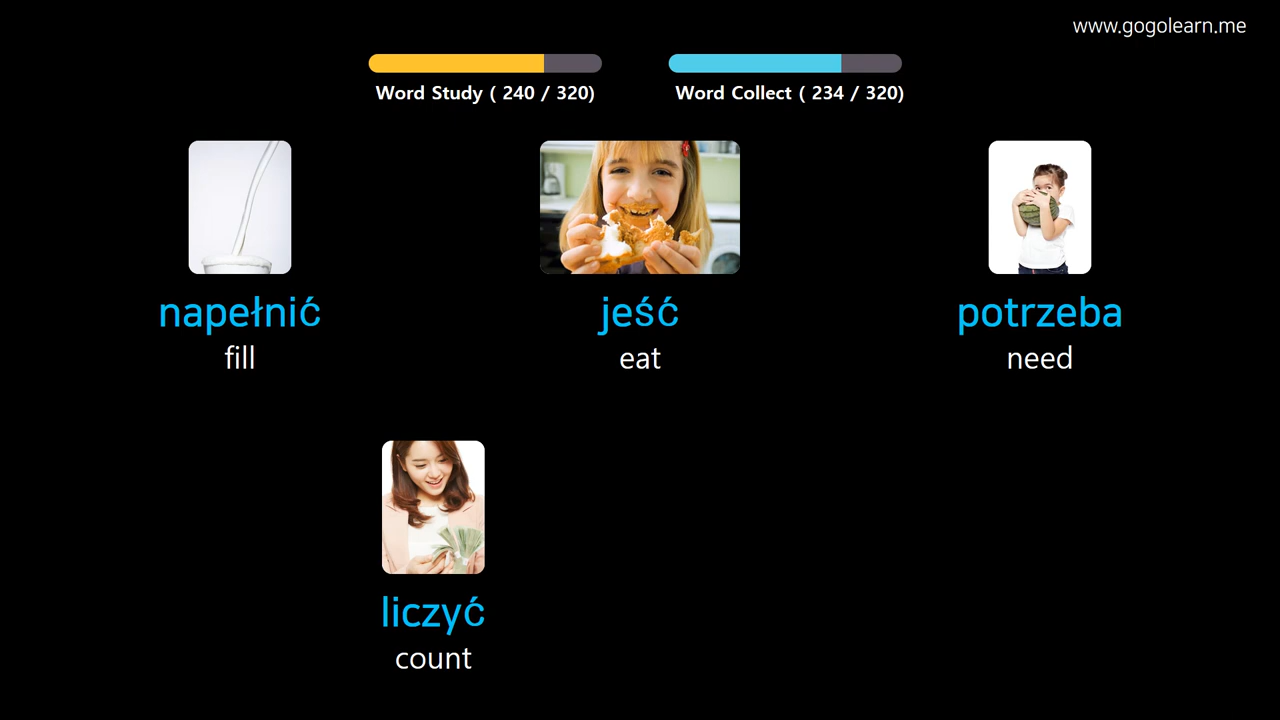 www.gogolearn.me
Word Study ( 240 / 320)
Word Collect ( 234 / 320)
napełnić
jeść
potrzeba
fill
eat
need
liczyć
count